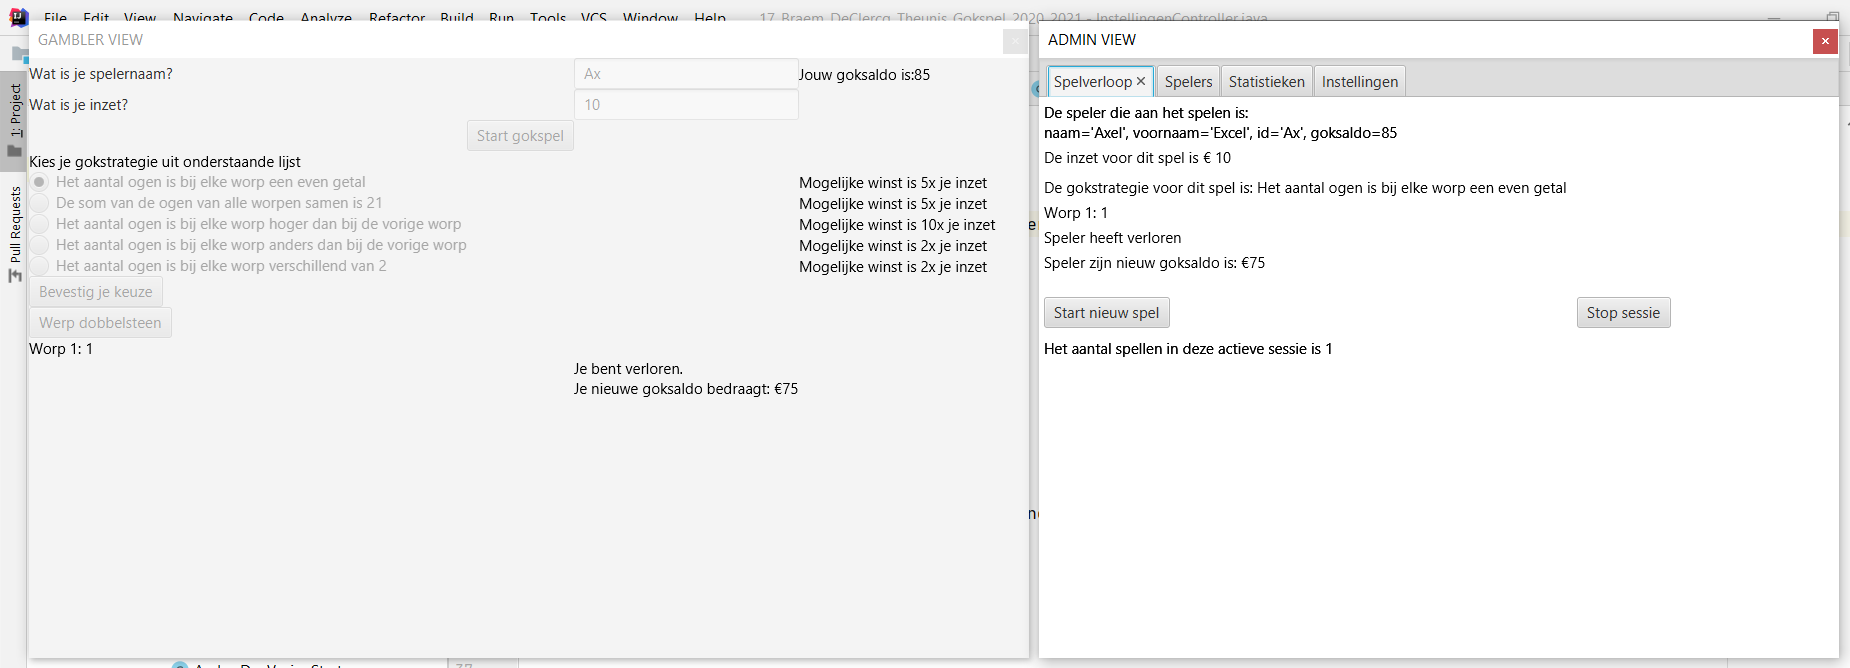 File Edit View Navigate Code Analyze Refactor Build Run Tools VCS Window Help 17_Braem_DeClercq_Theunis_Gokspel_2020_2021 - InstellingenController.java
1: Project
Pull Requests
GAMBLER VIEW
Wat is je spelernaam? Ax Jouw goksaldo is:85
Wat is je inzet? 10
Start gokspel
Kies je gokstrategie uit onderstaande lijst
Het aantal ogen is bij elke worp een even getal Mogelijke winst is 5x je inzet
De som van de ogen van alle worpen samen is 21 Mogelijke winst is 5x je inzet
Het aantal ogen is bij elke worp hoger dan bij de vorige worp Mogelijke winst is 10x je inzet
Het aantal ogen is bij elke worp anders dan bij de vorige worp Mogelijke winst is 2x je inzet
Het aantal ogen is bij elke worp verschillend van 2 Mogelijke winst is 2x je inzet
Bevestig je keuze
Werp dobbelsteen
Worp 1: 1
Je bent verloren.
Je nieuwe goksaldo bedraagt: €75
ADMIN VIEW
Spelverloop Spelers Statistieken Instellingen
De speler die aan het spelen is:
naam='Axel', voornaam='Excel', id='Ax', goksaldo=85
De inzet voor dit spel is € 10
De gokstrategie voor dit spel is: Het aantal ogen is bij elke worp een even getal
Worp 1: 1
Speler heeft verloren
Speler zijn nieuw goksaldo is: €75
Start nieuw spel Stop sessie
Het aantal spellen in deze actieve sessie is 1